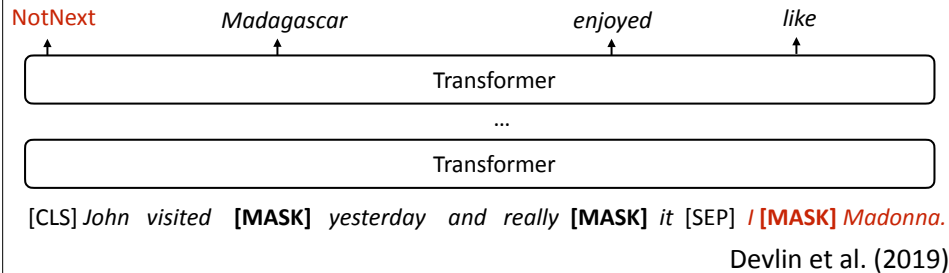 NotNext Madagascar enjoyed like
Transformer
...
Transformer
[CLS] John visited [MASK] yesterday and really [MASK] it [SEP] I [MASK] Madonna.
Devlin et al. (2019)